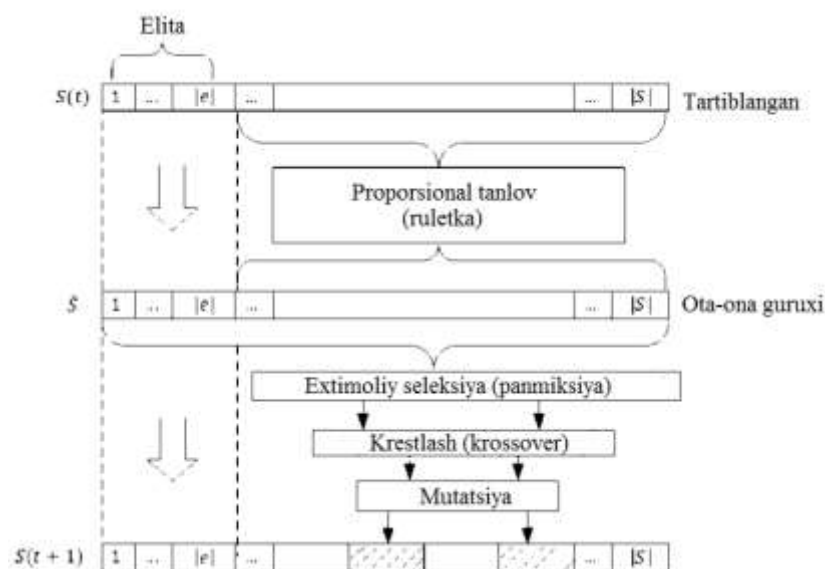 Elita
S(t) 1 ... |e| ... ... |S| Tartiblangan
Proporsional tanlov
(ruletka)
S 1 ... |e| ... ... |S| Ota-ona guruxi
Extimoliy seleksiya (panmiksiya)
Krestlash (krossover)
Mutatsiya
S(t + 1) 1 ... |e| ... ... |S|